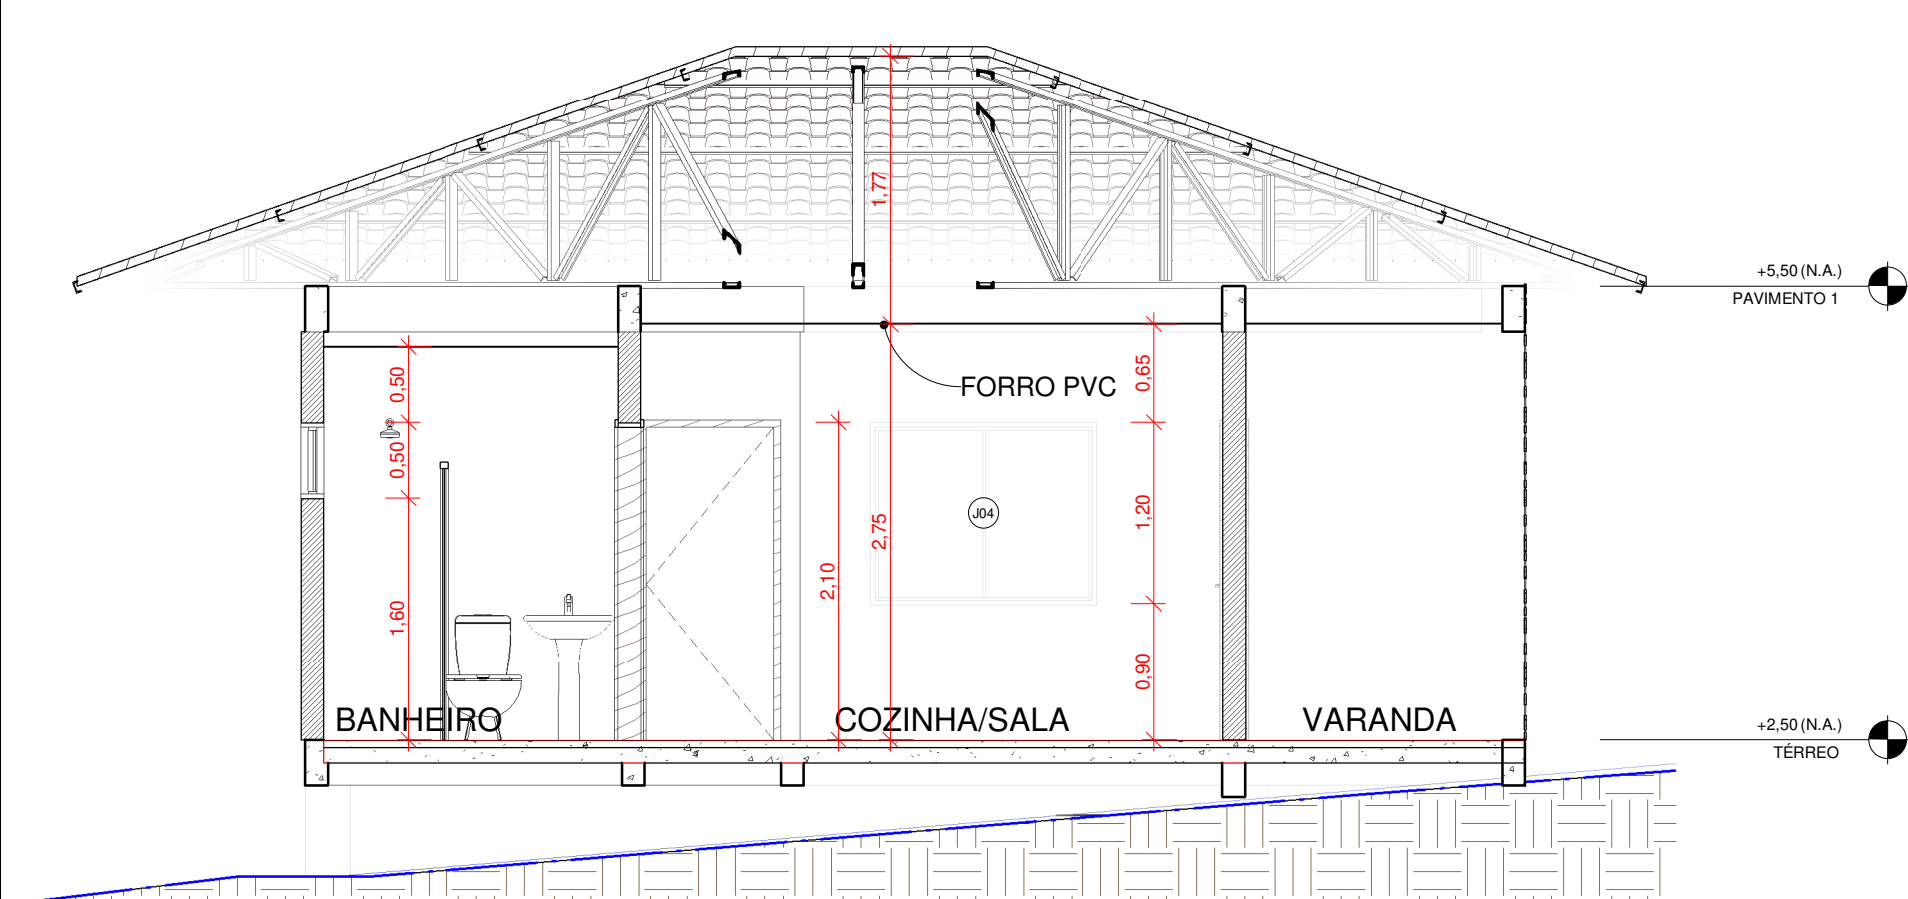 1,77
+5,50 (N.A.)
PAVIMENTO 1
0,50
FORRO PVC
0,65
0,50
J04
1,20
2,75
2,10
1,60
0,90
BANHEIRO
COZINHA/SALA
VARANDA
+2,50 (N.A.)
TÉRREO